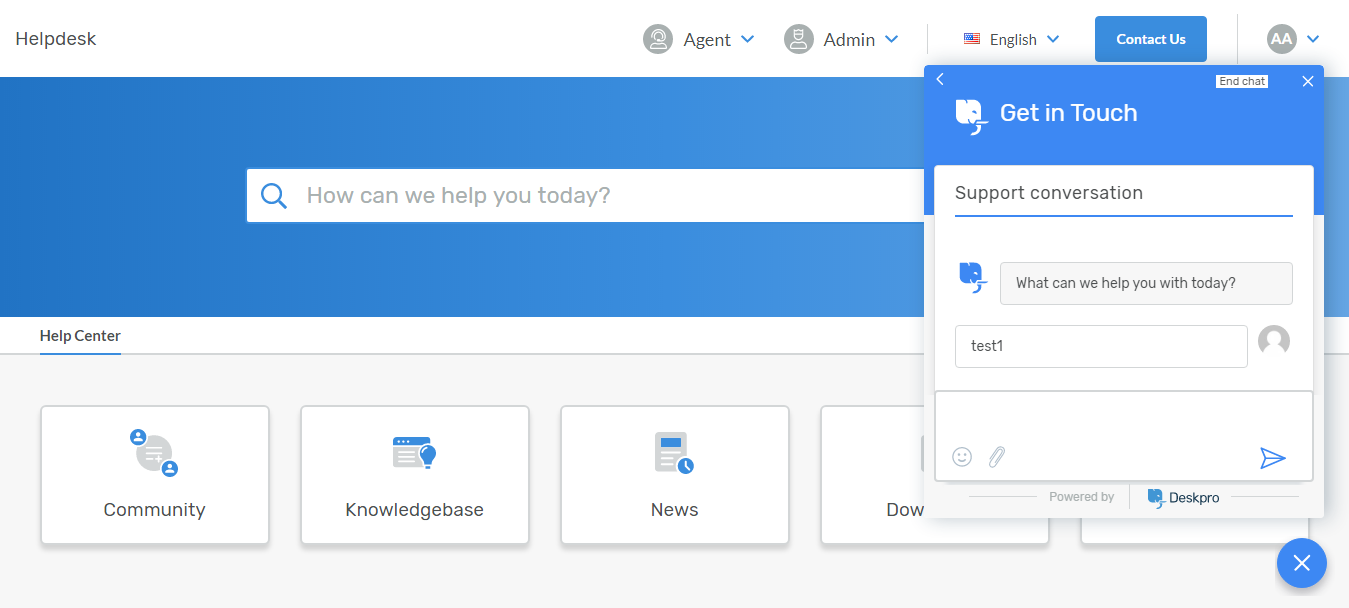 Helpdesk
Agent
Admin
English
Contact Us
AA
End chat
Get in Touch
How can we help you today?
Support conversation
What can we help you with today?
test1
Help Center
Community
Knowledgebase
News
Dow
Powered by
Deskpro